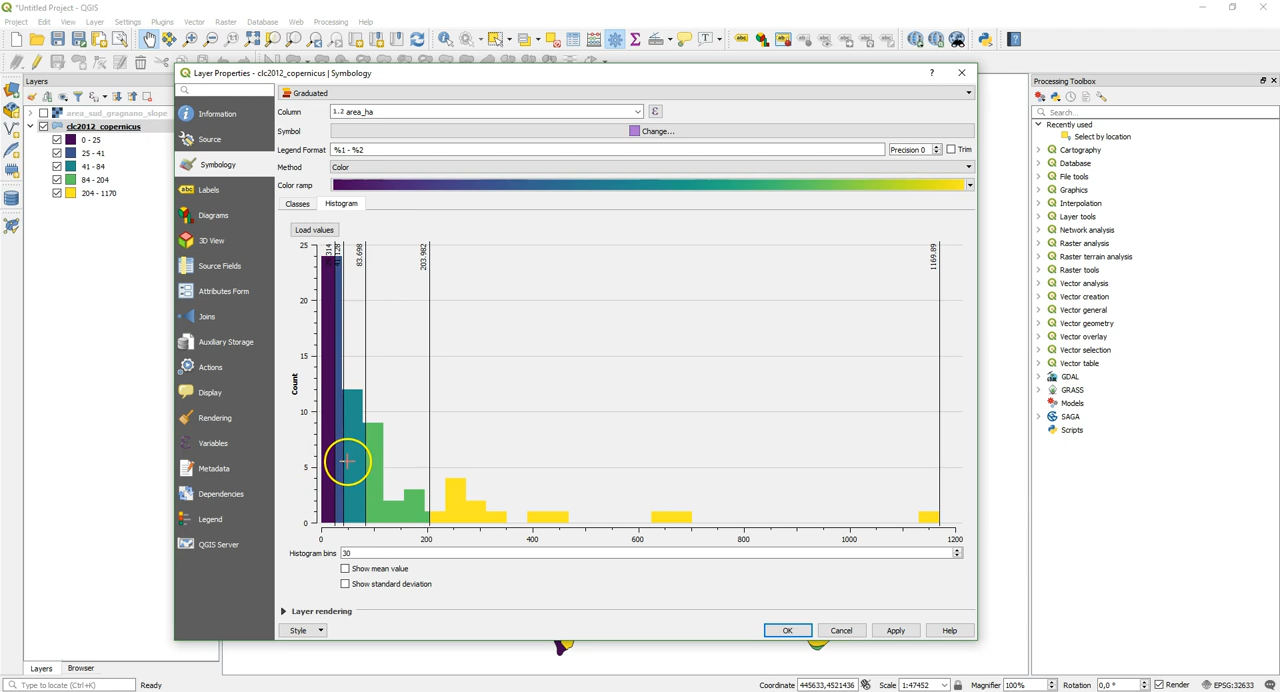 *Untitled Project - QGIS
Project Edit View Layer Settings Plugins Vector Raster Database Web Processing Help
Layers
area_sud_gragnano_slope
clc2012_copernicus
0 - 25
25 - 41
41 - 84
84 - 204
204 - 1170
Layers Browser
Layer Properties - clc2012_copernicus | Symbology
?
Information
Source
Symbology
Labels
Diagrams
3D View
Source Fields
Attributes Form
Joins
Auxiliary Storage
Actions
Display
Rendering
Variables
Metadata
Dependencies
Legend
QGIS Server
Graduated
Column 1.2 area_ha
Symbol Change...
Legend Format %1 - %2 Precision 0 Trim
Method Color
Color ramp
Classes Histogram
Load values
83.698
203.982
1169.89
Count
25
20
15
10
5
0
0 200 400 600 800 1000 1200
Histogram bins 30
Show mean value
Show standard deviation
Layer rendering
Style OK Cancel Apply Help
Processing Toolbox
Search...
Recently used
Select by location
Cartography
Database
File tools
Graphics
Interpolation
Layer tools
Network analysis
Raster analysis
Raster terrain analysis
Raster tools
Vector analysis
Vector creation
Vector general
Vector geometry
Vector overlay
Vector selection
Vector table
GDAL
GRASS
Models
SAGA
Scripts
Type to locate (Ctrl+K) Ready Coordinate 445633,4521436 Scale 1:47452 Magnifier 100% Rotation 0,0 ° Render EPSG:32633